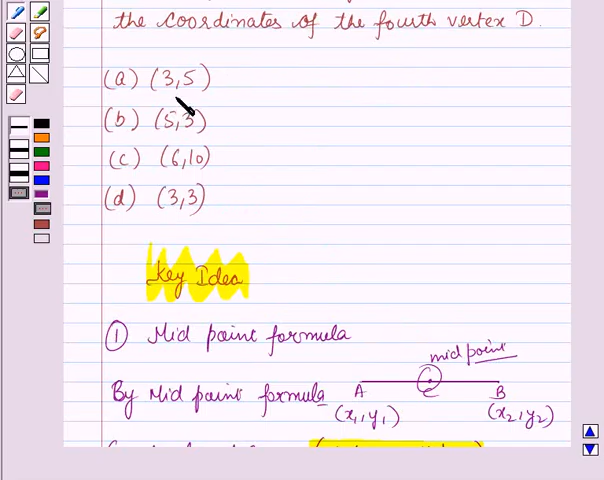 the coordinates of the fourth vertex D.
(a) (3,5)
(b) (5,3)
(c) (6,10)
(d) (3,3)
Key Idea
① Mid point formula
mid point
By Mid point formula
A C B
(x₁,y₁) (x₂,y₂)